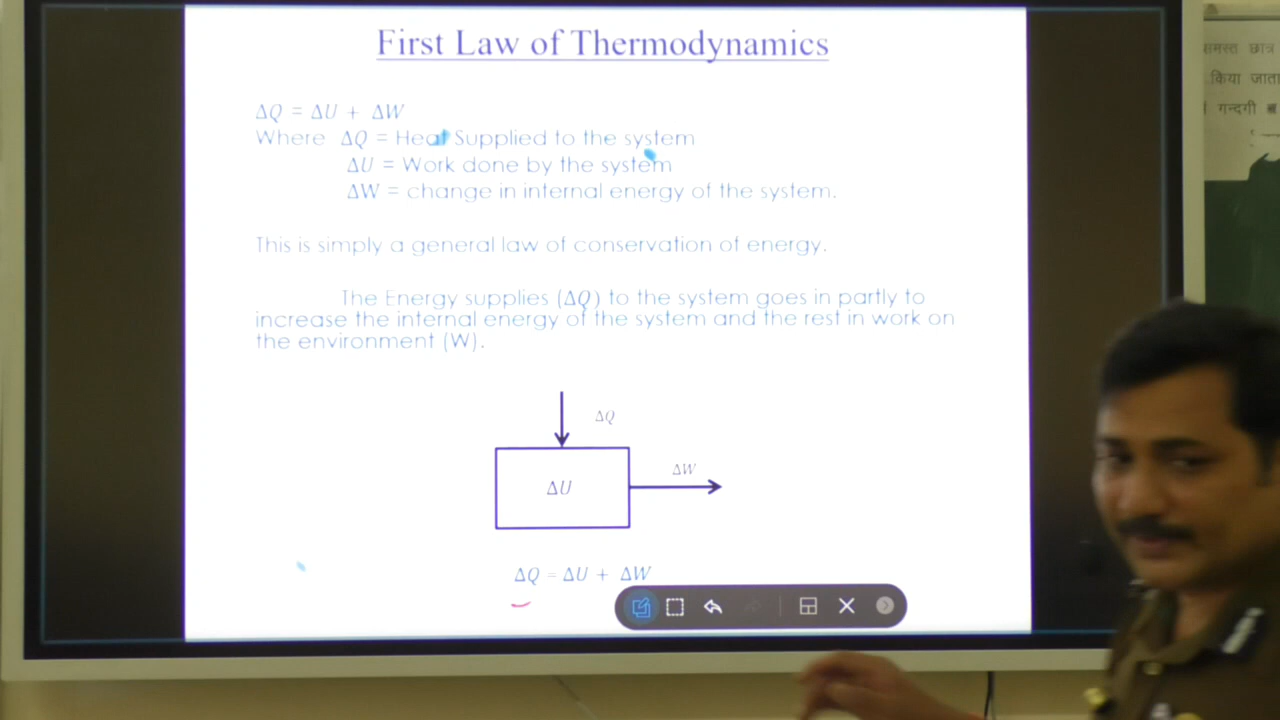 First Law of Thermodynamics
ΔQ = ΔU + ΔW
Where ΔQ = Heat Supplied to the system
ΔU = Work done by the system
ΔW = change in internal energy of the system.
This is simply a general law of conservation of energy.
The Energy supplies (ΔQ) to the system goes in partly to
increase the internal energy of the system and the rest in work on
the environment (W).
ΔQ
ΔU
ΔW
ΔQ = ΔU + ΔW
समस्त छात्र
किया जाता
गन्दगी